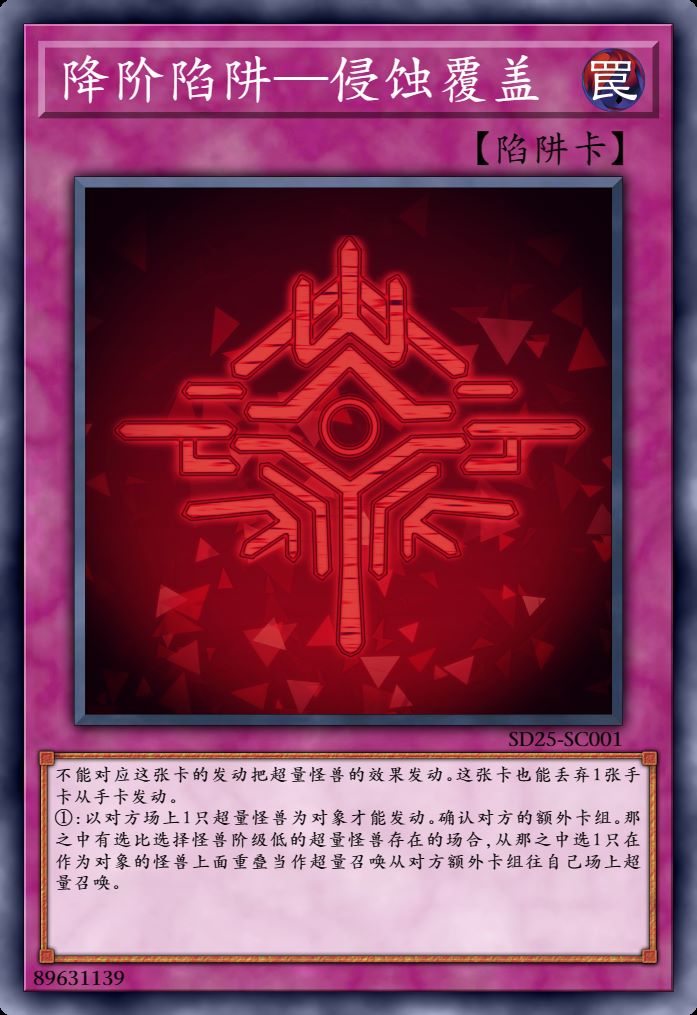 降阶陷阱—侵蚀覆盖 罠
【陷阱卡】
SD25-SC001
不能对应这张卡的发动把超量怪兽的效果发动。这张卡也能丢弃1张手
卡从手卡发动。
①：以对方场上1只超量怪兽为对象才能发动。确认对方的额外卡组。那
之中有选比选择怪兽阶级低的超量怪兽存在的场合，从那之中选1只在
作为对象的怪兽上面重叠当作超量召唤从对方额外卡组往自己场上超
量召唤。
89631139